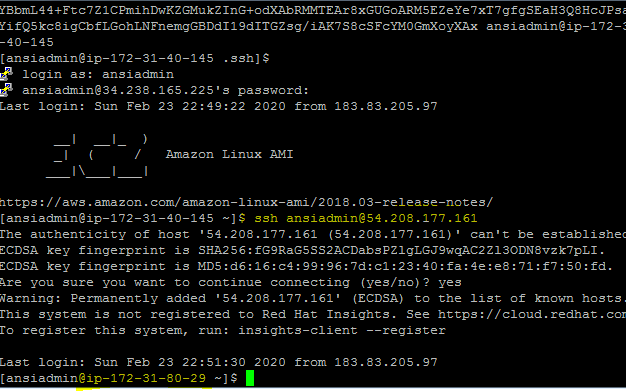 YBbmL44+Ftc7Z1CPmihDwKZGMukZInG+odXAbRMMTEAr8xGUGoARM5EZeYe7xT7gfgSEaH3Q8HcJPsa
YifQ5kc8igCbfLGohLNFnemgGBDdI19dITGZsg/iAK7S8cSFcYM0GmXoyXAx ansiadmin@ip-172-3
-40-145
[ansiadmin@ip-172-31-40-145 .ssh]$
login as: ansiadmin
ansiadmin@34.238.165.225's password:
Last login: Sun Feb 23 22:49:22 2020 from 183.83.205.97
__| __|_ )
_| ( / Amazon Linux AMI
___|\___|___|
https://aws.amazon.com/amazon-linux-ami/2018.03-release-notes/
[ansiadmin@ip-172-31-40-145 ~]$ ssh ansiadmin@54.208.177.161
The authenticity of host '54.208.177.161 (54.208.177.161)' can't be established
ECDSA key fingerprint is SHA256:fG9RaG5SS2ACDabsPZlgLGJ9wqAC2Zl3ODN8vzk7pLI.
ECDSA key fingerprint is MD5:d6:16:c4:99:96:7d:c1:23:40:fa:4e:e8:71:f7:50:fd.
Are you sure you want to continue connecting (yes/no)? yes
Warning: Permanently added '54.208.177.161' (ECDSA) to the list of known hosts.
This system is not registered to Red Hat Insights. See https://cloud.redhat.com
To register this system, run: insights-client --register
Last login: Sun Feb 23 22:51:30 2020 from 183.83.205.97
[ansiadmin@ip-172-31-80-29 ~]$